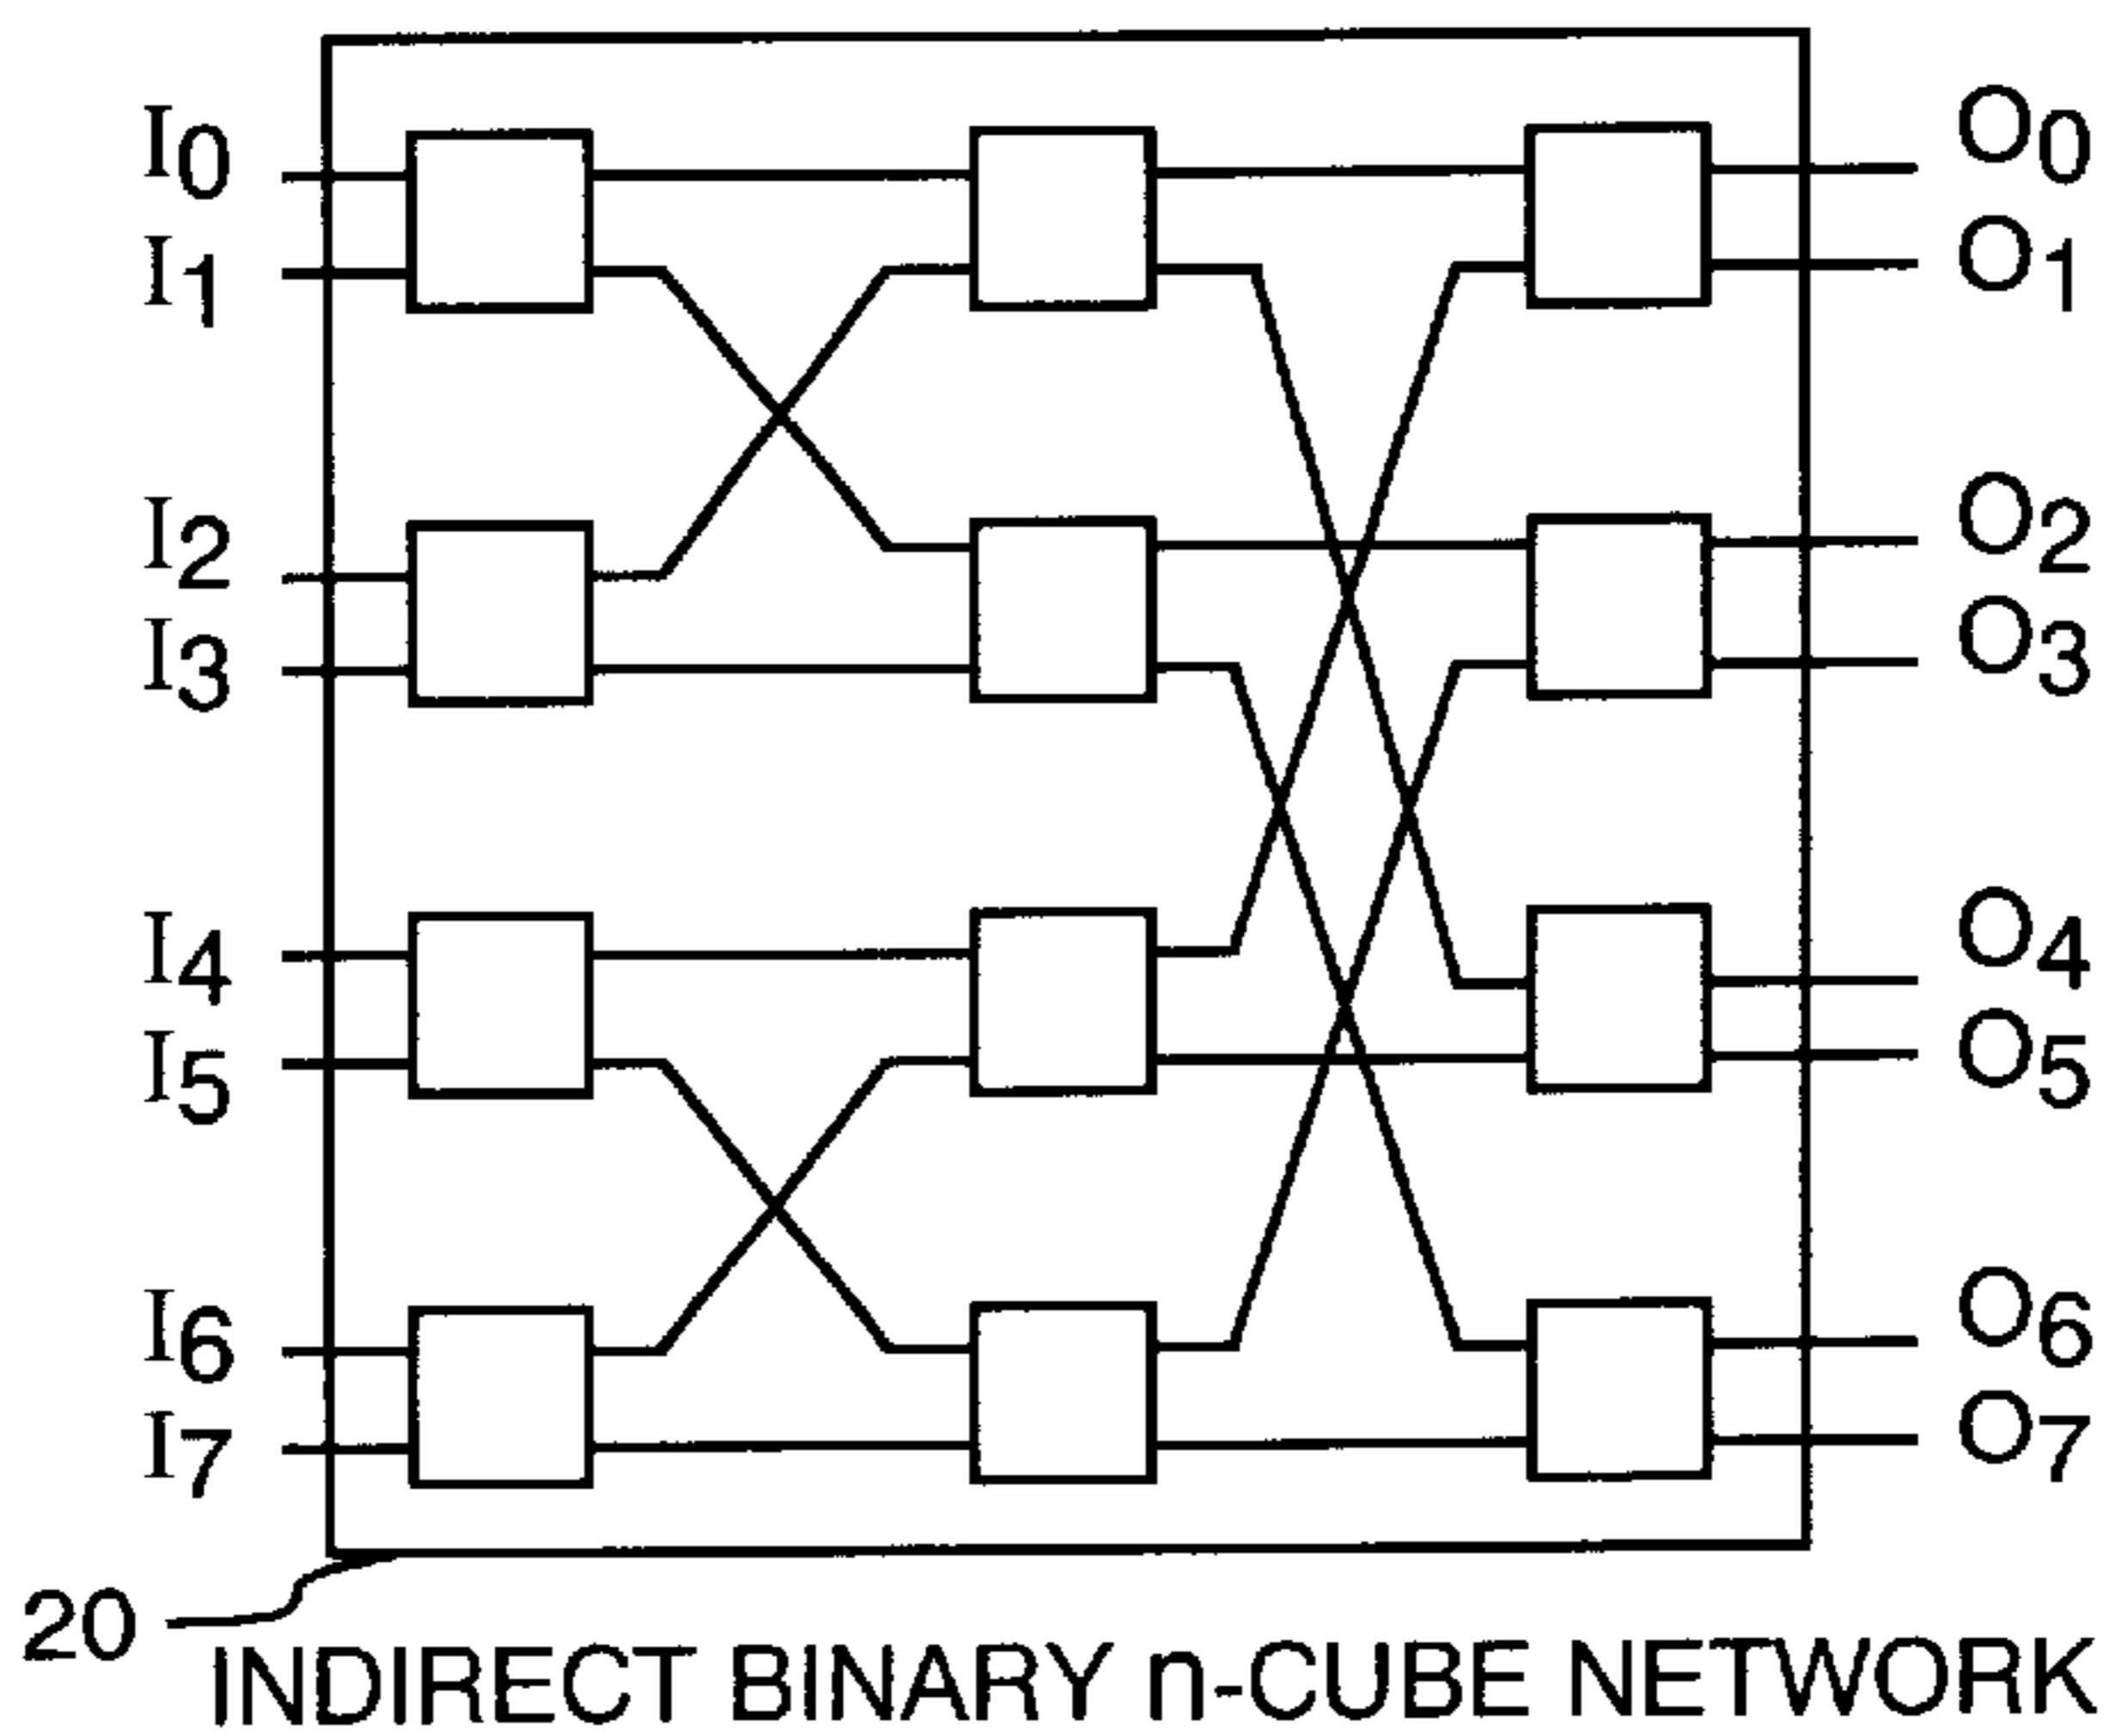 I0
O0
I1
O1
I2
O2
I3
O3
I4
O4
I5
O5
I6
O6
I7
O7
20
INDIRECT BINARY n-CUBE NETWORK